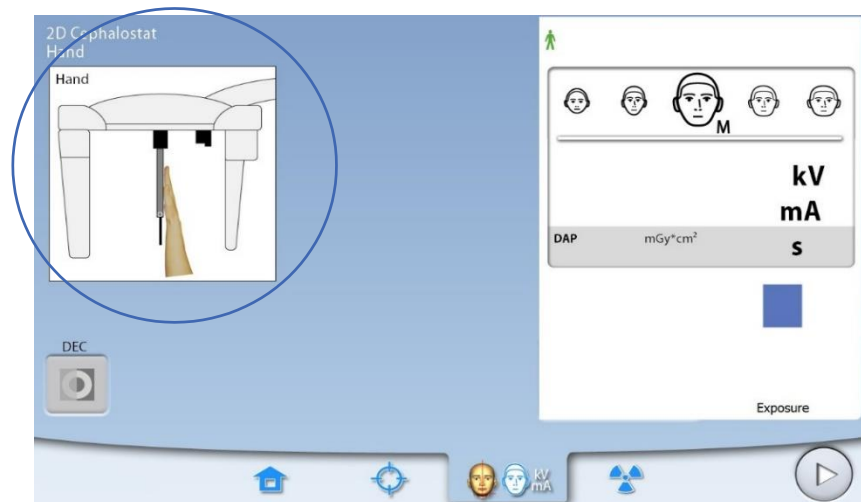 2D Cephalostat
Hand
Hand
M
kV
mA
DAP mGy*cm² s
DEC
Exposure
kV
mA